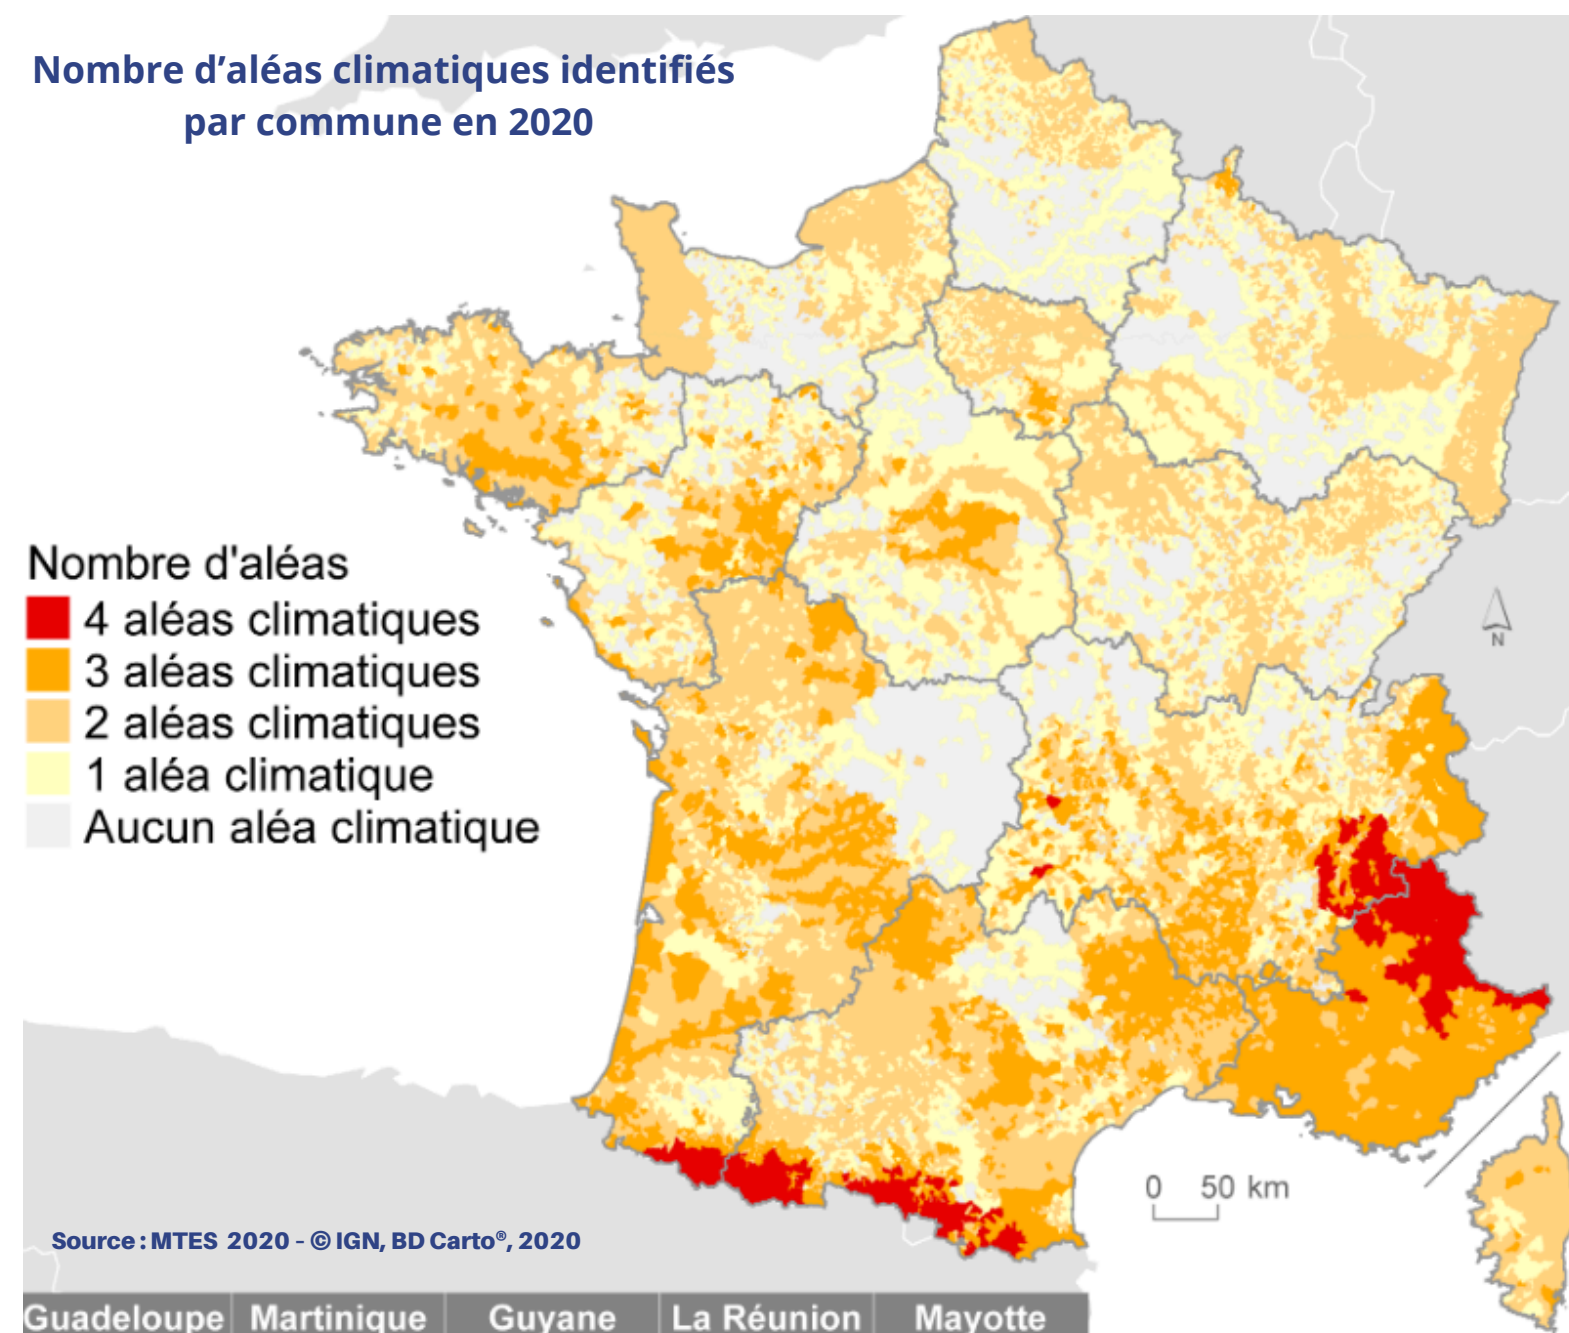 Nombre d’aléas climatiques identifiés
par commune en 2020
Nombre d'aléas
4 aléas climatiques
3 aléas climatiques
2 aléas climatiques
1 aléa climatique
Aucun aléa climatique
N
0 50 km
Source : MTES 2020 - © IGN, BD Carto®, 2020
Guadeloupe Martinique Guyane La Réunion Mayotte